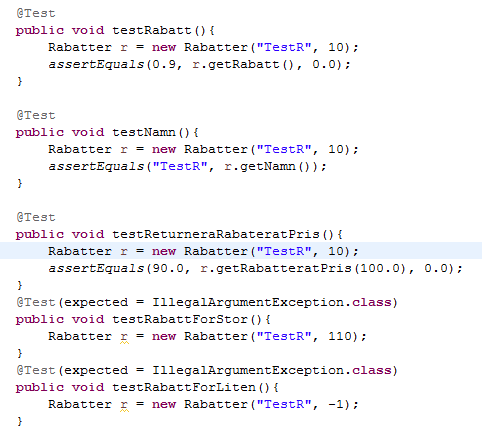 @Test
public void testRabatt(){
    Rabatter r = new Rabatter("TestR", 10);
    assertEquals(0.9, r.getRabatt(), 0.0);
}
@Test
public void testNamn(){
    Rabatter r = new Rabatter("TestR", 10);
    assertEquals("TestR", r.getNamn());
}
@Test
public void testReturneraRabateratPris(){
    Rabatter r = new Rabatter("TestR", 10);
    assertEquals(90.0, r.getRabatteratPris(100.0), 0.0);
}
@Test(expected = IllegalArgumentException.class)
public void testRabattForStor(){
    Rabatter r = new Rabatter("TestR", 110);
}
@Test(expected = IllegalArgumentException.class)
public void testRabattForLiten(){
    Rabatter r = new Rabatter("TestR", -1);
}